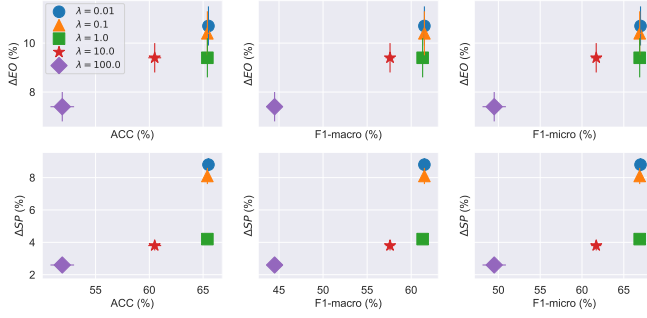 ΔEO (%)
10
8
λ = 0.01
λ = 0.1
λ = 1.0
λ = 10.0
λ = 100.0
ACC (%)
ΔEO (%)
F1-macro (%)
ΔEO (%)
F1-micro (%)
ΔSP (%)
8
6
4
2
55 60 65
ACC (%)
ΔSP (%)
45 50 55 60
F1-macro (%)
ΔSP (%)
50 55 60 65
F1-micro (%)